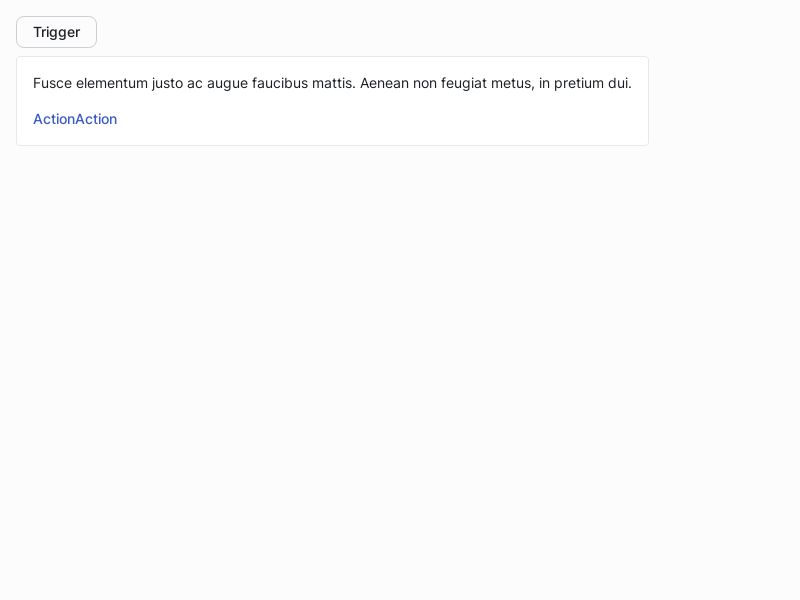 Trigger
Fusce elementum justo ac augue faucibus mattis. Aenean non feugiat metus, in pretium dui.
ActionAction